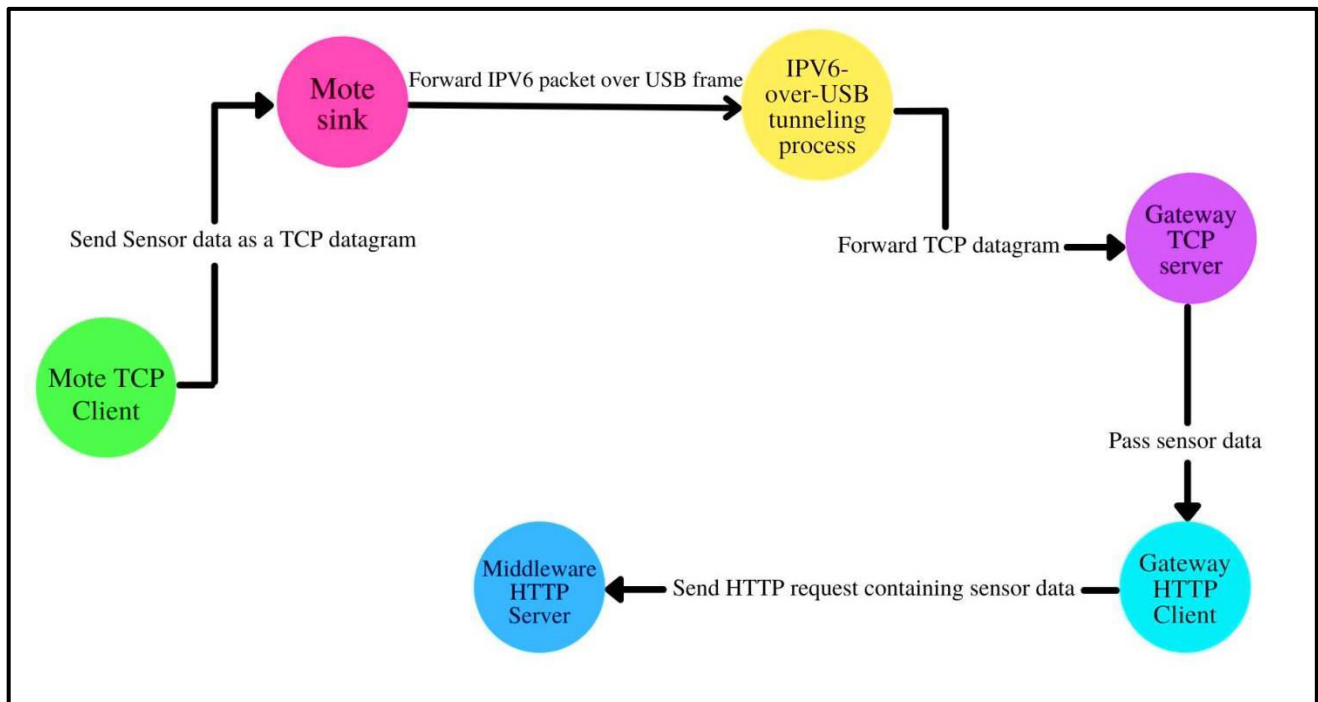 Mote
sink
Forward IPV6 packet over USB frame
IPV6-
over-USB
tunneling
process
Send Sensor data as a TCP datagram
Forward TCP datagram
Gateway
TCP
server
Mote TCP
Client
Pass sensor data
Middleware
HTTP
Server
Send HTTP request containing sensor data
Gateway
HTTP
Client